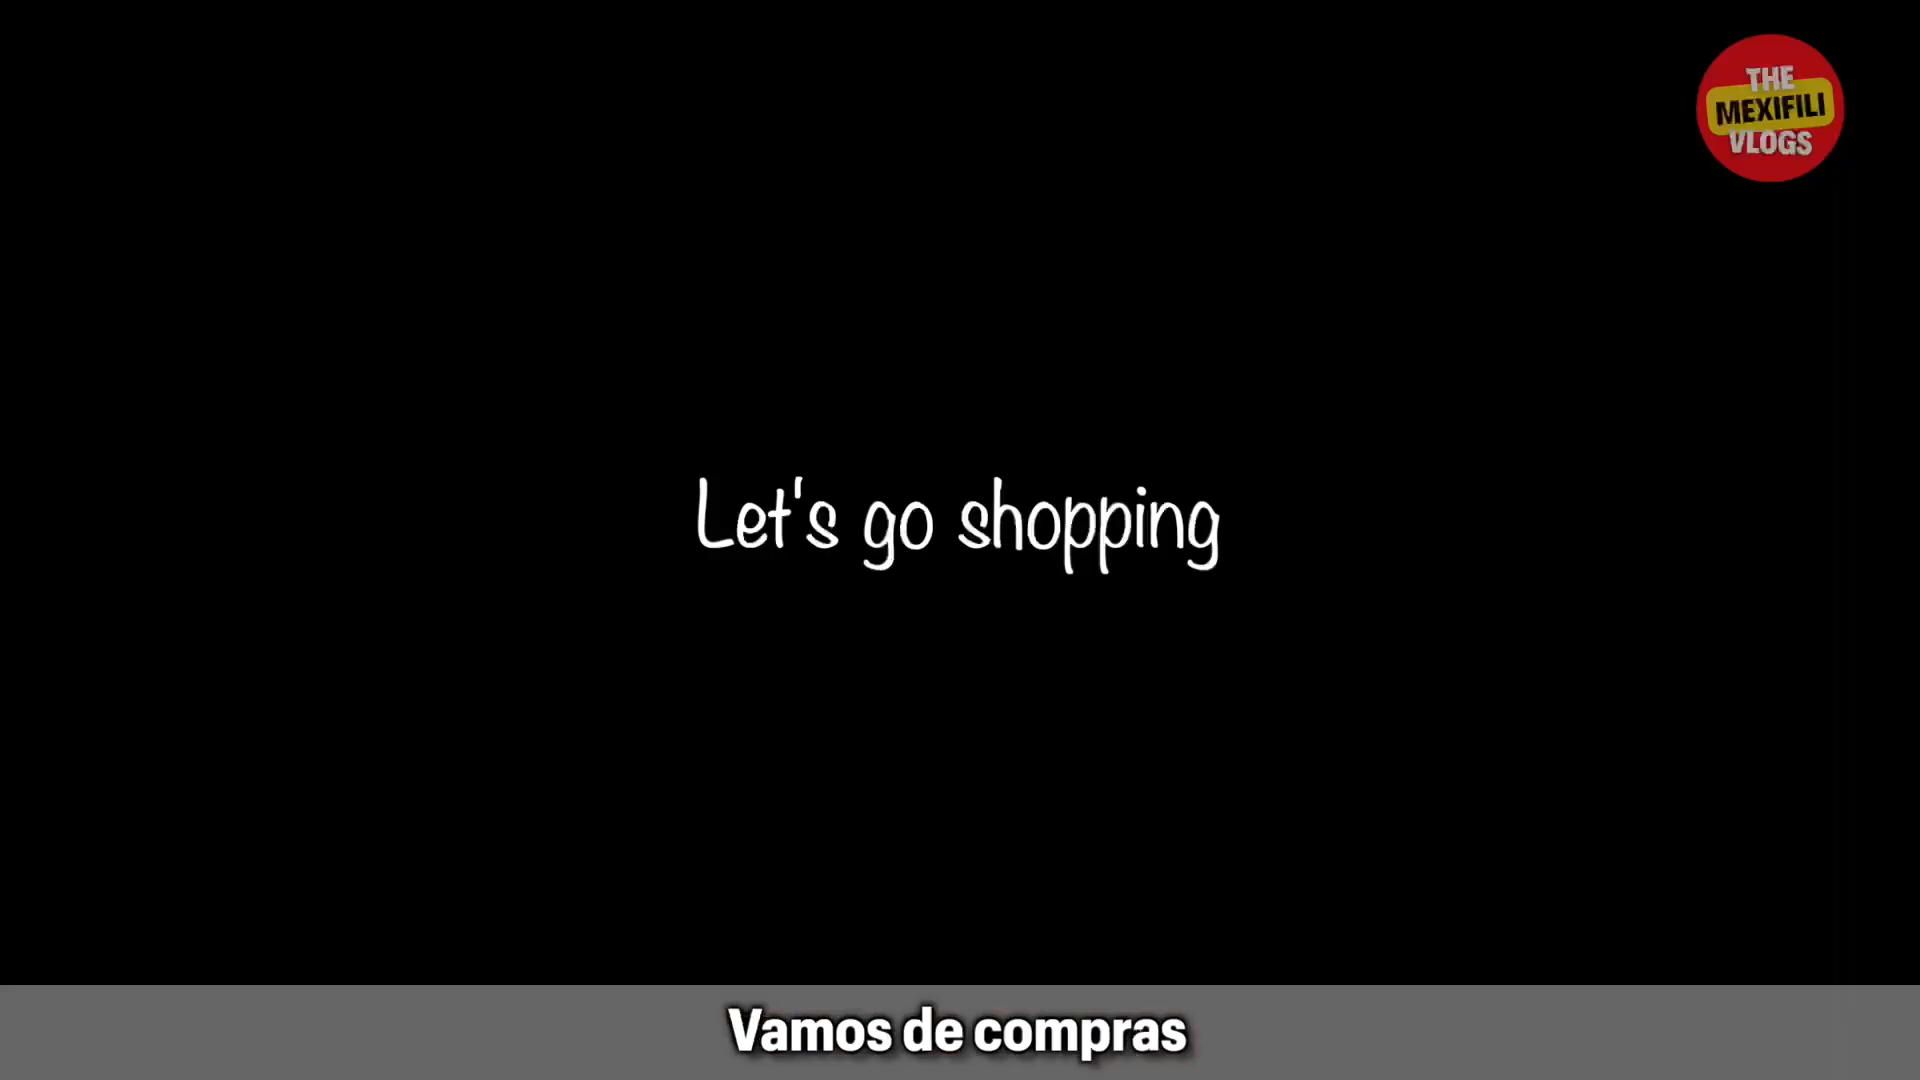 THE
MEXIFILI
VLOGS
Let's go shopping
Vamos de compras